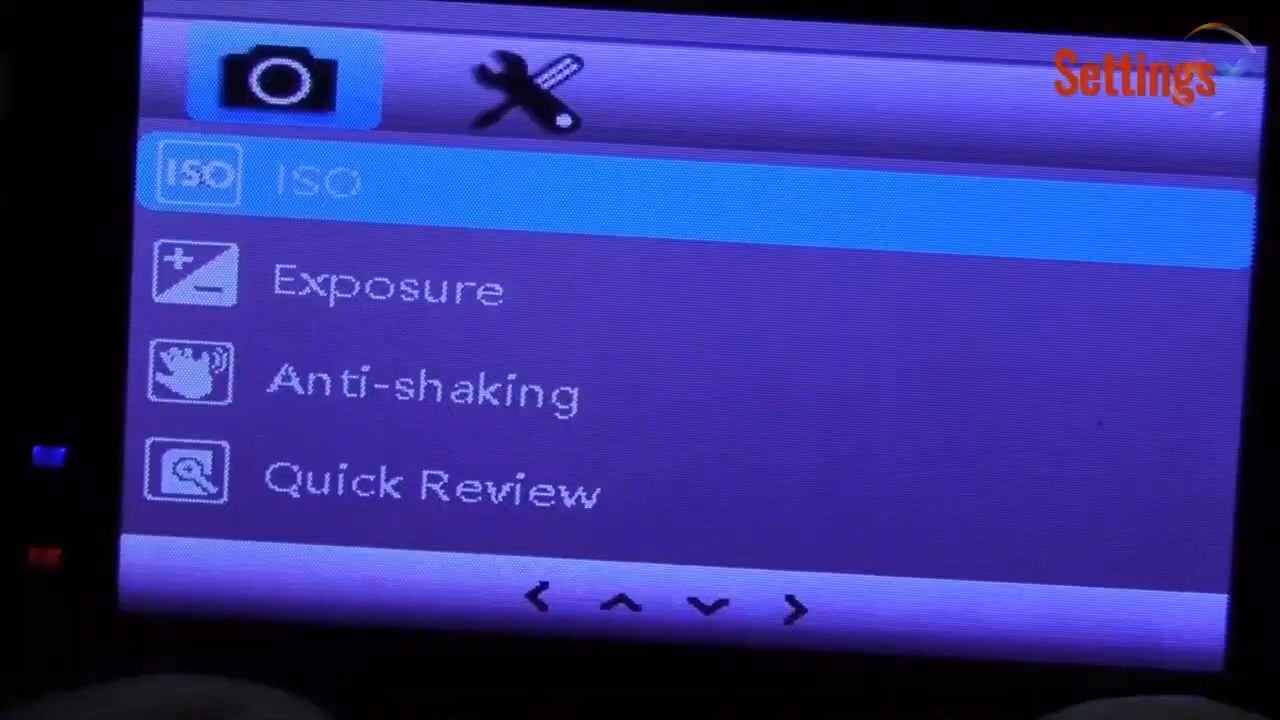 Settings
ISO ISO
Exposure
Anti-shaking
Quick Review